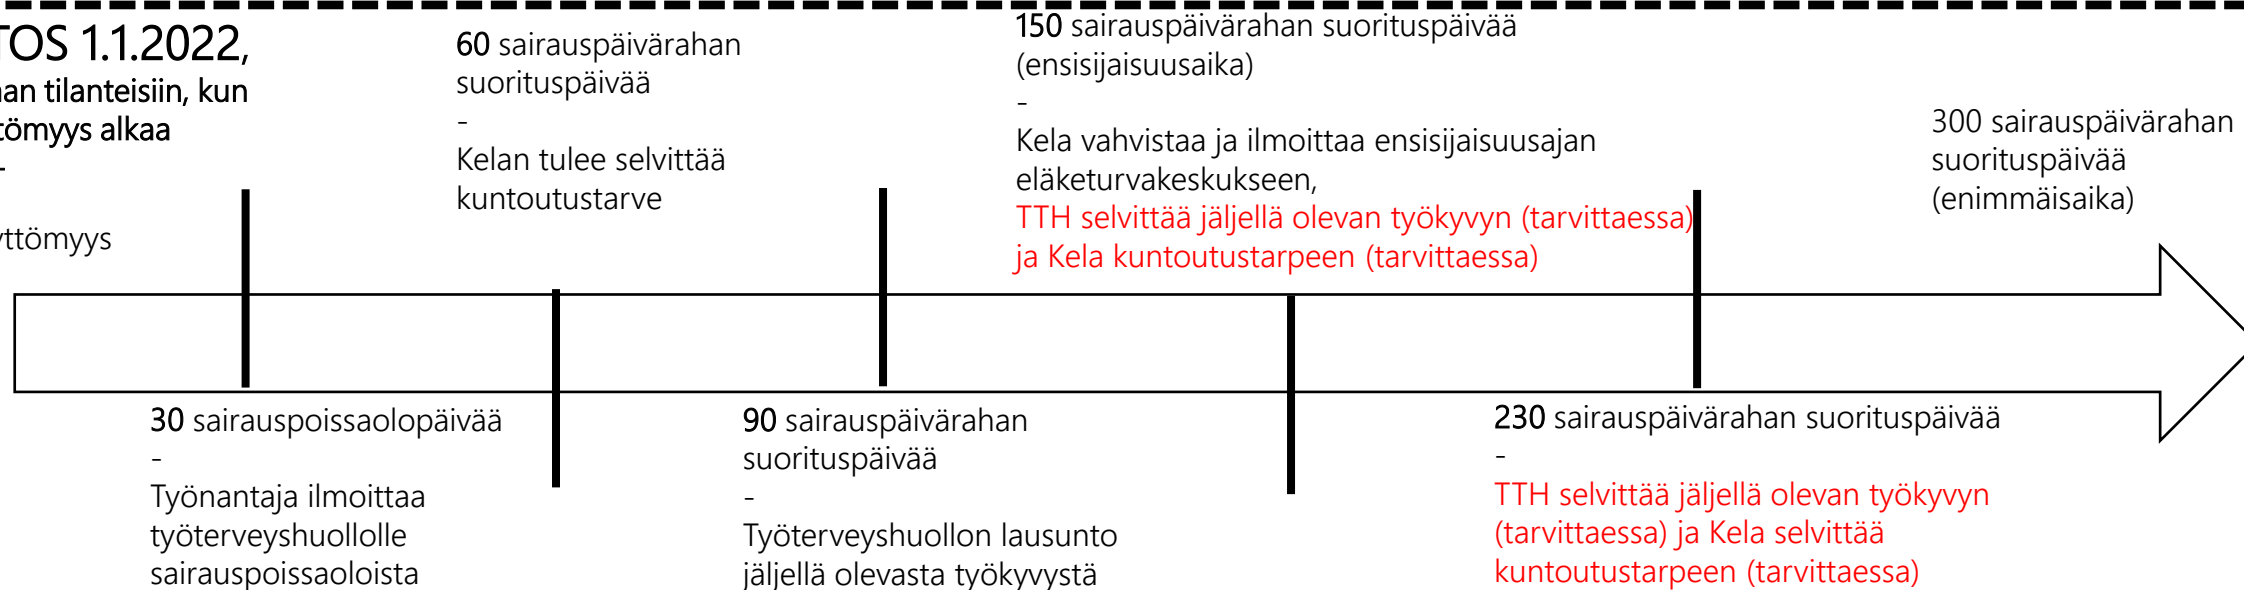 TOS 1.1.2022,
an tilanteisiin, kun
tömyys alkaa
-
yttömyys
30 sairauspoissaolopäivää
-
Työnantaja ilmoittaa
työterveyshuollolle
sairauspoissaoloista
60 sairauspäivärahan
suorituspäivää
-
Kelan tulee selvittää
kuntoutustarve
90 sairauspäivärahan
suorituspäivää
-
Työterveyshuollon lausunto
jäljellä olevasta työkyvystä
150 sairauspäivärahan suorituspäivää
(ensisijaisuusaika)
-
Kela vahvistaa ja ilmoittaa ensisijaisuusajan
eläketurvakeskukseen,
TTH selvittää jäljellä olevan työkyvyn (tarvittaessa)
ja Kela kuntoutustarpeen (tarvittaessa)
230 sairauspäivärahan suorituspäivää
-
TTH selvittää jäljellä olevan työkyvyn
(tarvittaessa) ja Kela selvittää
kuntoutustarpeen (tarvittaessa)
300 sairauspäivärahan
suorituspäivää
(enimmäisaika)